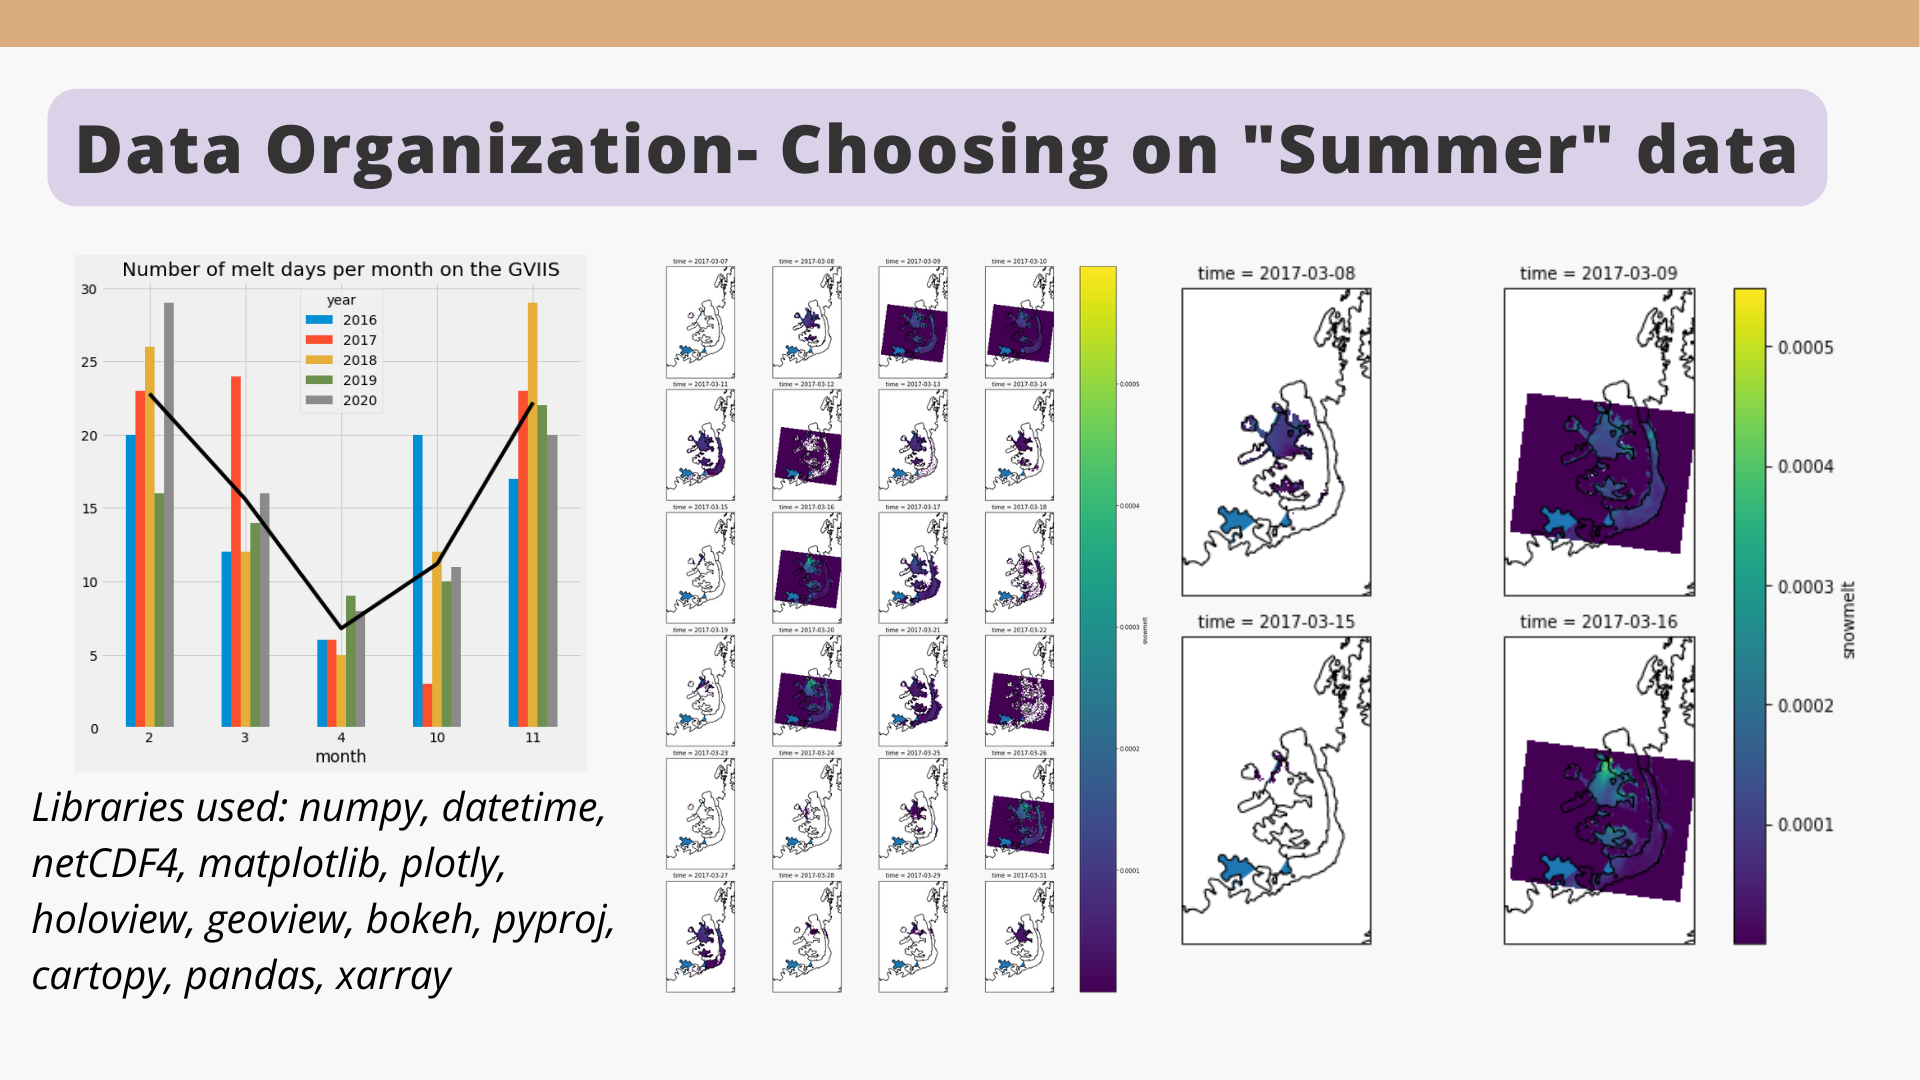 Data Organization- Choosing on "Summer" data
Number of melt days per month on the GVIIS
year
2016
2017
2018
2019
2020
30
25
20
15
10
5
0
2 3 4 10 11
month
Libraries used: numpy, datetime,
netCDF4, matplotlib, plotly,
holoview, geoview, bokeh, pyproj,
cartopy, pandas, xarray
time = 2017-03-07 time = 2017-03-08 time = 2017-03-09 time = 2017-03-10
time = 2017-03-11 time = 2017-03-12 time = 2017-03-13 time = 2017-03-14
time = 2017-03-15 time = 2017-03-16 time = 2017-03-17 time = 2017-03-18
time = 2017-03-19 time = 2017-03-20 time = 2017-03-21 time = 2017-03-22
time = 2017-03-23 time = 2017-03-24 time = 2017-03-25 time = 2017-03-26
time = 2017-03-27 time = 2017-03-28 time = 2017-03-29 time = 2017-03-31
0.0005
0.0004
0.0003
0.0002
0.0001
snowmelt
time = 2017-03-08 time = 2017-03-09
time = 2017-03-15 time = 2017-03-16
0.0005
0.0004
0.0003
0.0002
0.0001
snowmelt